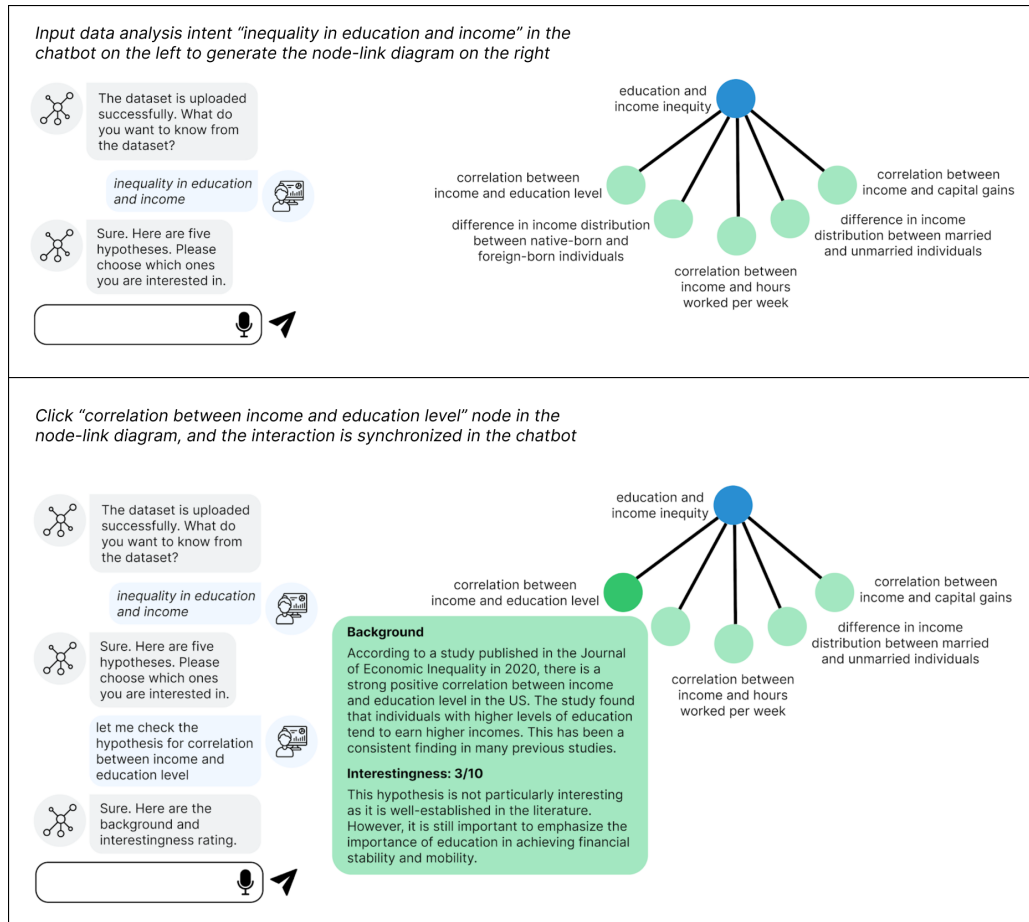 Input data analysis intent “inequality in education and income” in the
chatbot on the left to generate the node-link diagram on the right
The dataset is uploaded
successfully. What do
you want to know from
the dataset?
inequality in education
and income
Sure. Here are five
hypotheses. Please
choose which ones
you are interested in.
education and
income inequity
correlation between
income and education level
difference in income distribution
between native-born and
foreign-born individuals
correlation between
income and hours
worked per week
difference in income
distribution between married
and unmarried individuals
correlation between
income and capital gains
Click “correlation between income and education level” node in the
node-link diagram, and the interaction is synchronized in the chatbot
The dataset is uploaded
successfully. What do
you want to know from
the dataset?
inequality in education
and income
Sure. Here are five
hypotheses. Please
choose which ones
you are interested in.
let me check the
hypothesis for correlation
between income and
education level
Sure. Here are the
background and
interestingness rating.
education and
income inequity
correlation between
income and education level
Background
According to a study published in the Journal
of Economic Inequality in 2020, there is a
strong positive correlation between income
and education level in the US. The study found
that individuals with higher levels of education
tend to earn higher incomes. This has been a
consistent finding in many previous studies.
Interestingness: 3/10
This hypothesis is not particularly interesting
as it is well-established in the literature.
However, it is still important to emphasize the
importance of education in achieving financial
stability and mobility.
correlation between
income and hours
worked per week
difference in income
distribution between married
and unmarried individuals
correlation between
income and capital gains